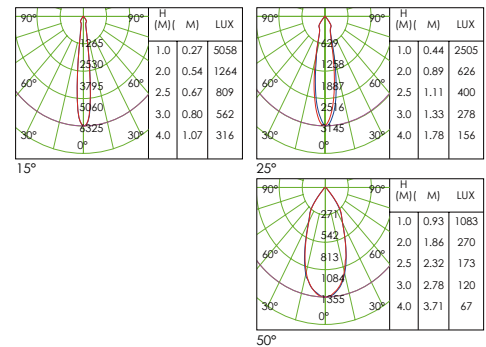 90° 90° H
(M)( M) LUX
1265 1.0 0.27 5058
2530 2.0 0.54 1264
60° 3795 60° 2.5 0.67 809
5060 3.0 0.80 562
30° 6325 30° 4.0 1.07 316
0°
15°
90° 90° H
(M)( M) LUX
629 1.0 0.44 2505
1258 2.0 0.89 626
60° 1887 60° 2.5 1.11 400
2516 3.0 1.33 278
30° 3145 30° 4.0 1.78 156
0°
25°
90° 90° H
(M)( M) LUX
271 1.0 0.93 1083
542 2.0 1.86 270
60° 813 60° 2.5 2.32 173
1084 3.0 2.78 120
30° 1355 30° 4.0 3.71 67
0°
50°